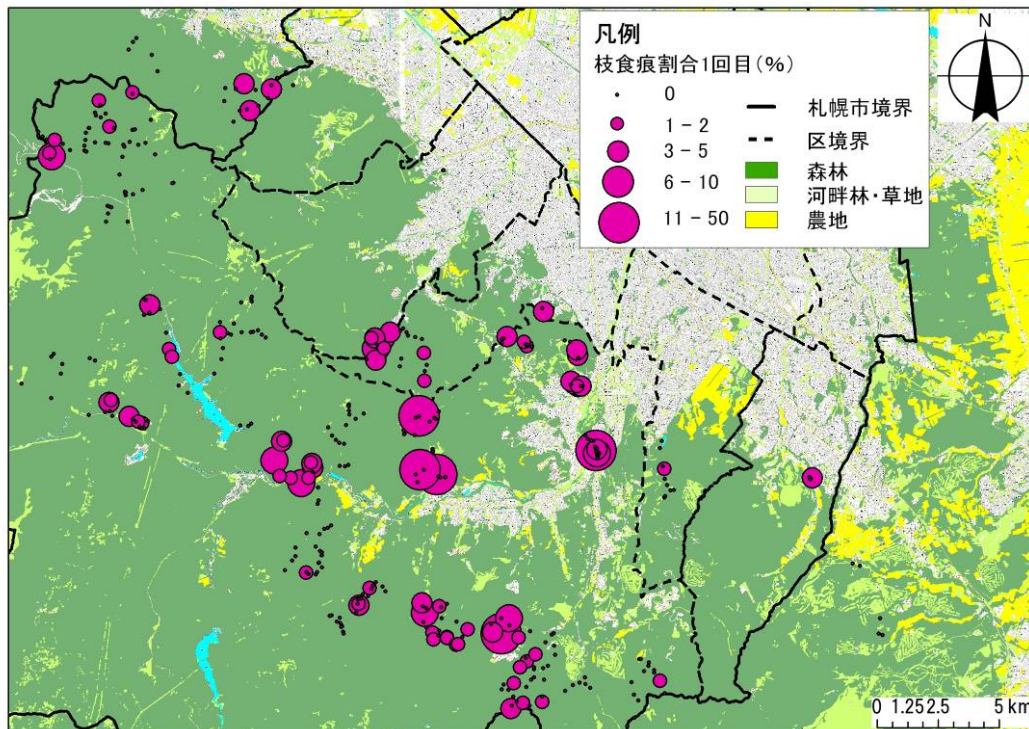 凡例
枝食痕割合1回目(%)
0
1 - 2
3 - 5
6 - 10
11 - 50
札幌市境界
区境界
森林
河畔林・草地
農地
N
0 1.25 2.5 5 km